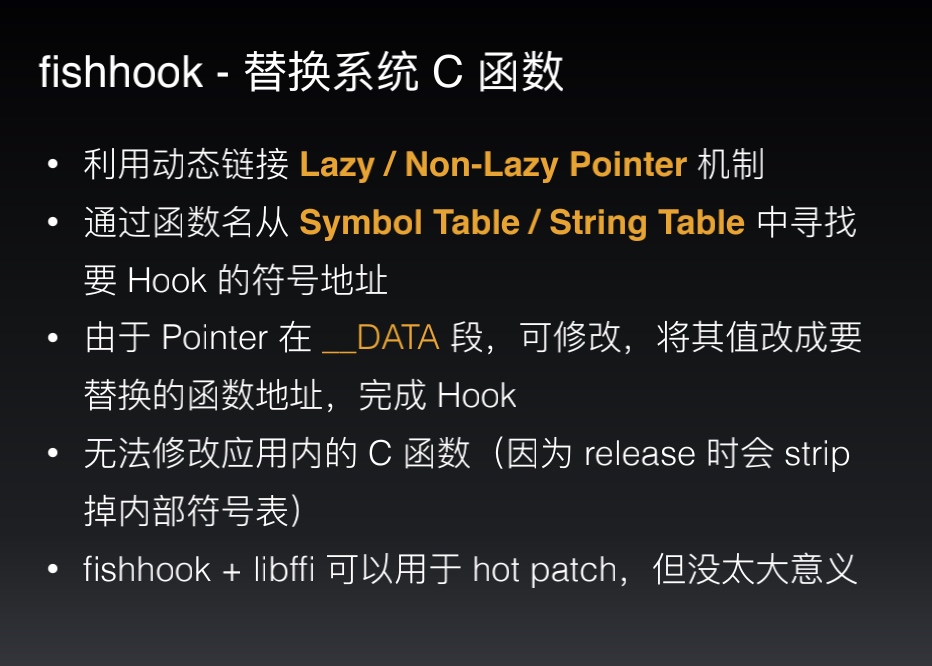 fishhook - 替换系统 C 函数
• 利用动态链接 Lazy / Non-Lazy Pointer 机制
• 通过函数名从 Symbol Table / String Table 中寻找
要 Hook 的符号地址
• 由于 Pointer 在 __DATA 段，可修改，将其值改成要
替换的函数地址，完成 Hook
• 无法修改应用内的 C 函数（因为 release 时会 strip
掉内部符号表）
• fishhook + libffi 可以用于 hot patch，但没太大意义